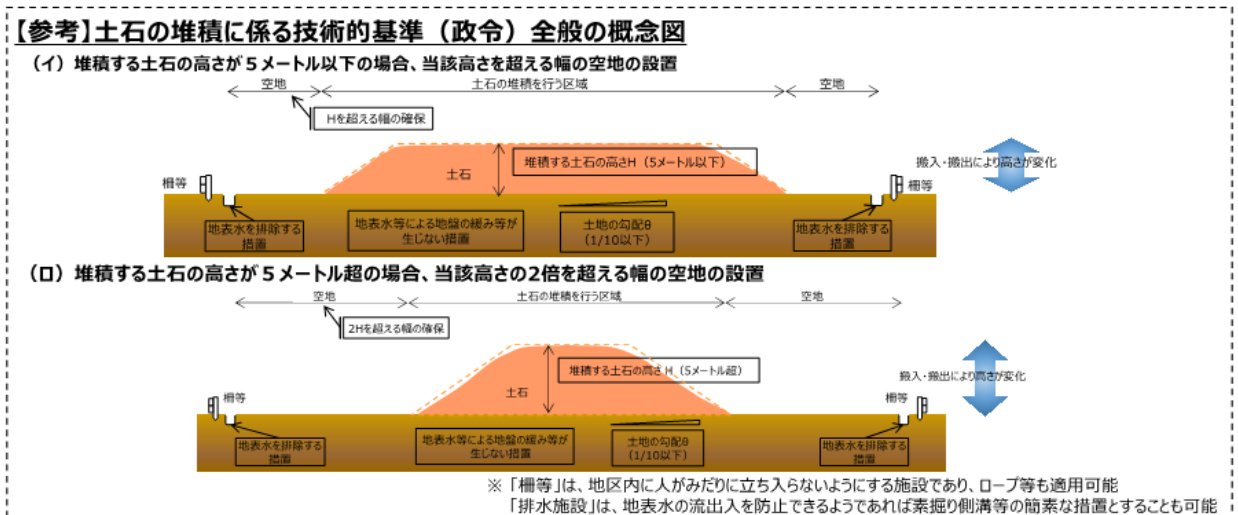 【参考】土石の堆積に係る技術的基準（政令）全般の概念図
（イ）堆積する土石の高さが５メートル以下の場合、当該高さを超える幅の空地の設置
空地
土石の堆積を行う区域
空地
Hを超える幅の確保
堆積する土石の高さH（5メートル以下）
搬入・搬出により高さが変化
土石
柵等
柵等
地表水を排除する
措置
地表水等による地盤の緩み等が
生じない措置
土地の勾配θ
（1/10以下）
地表水を排除する
措置
（ロ）堆積する土石の高さが５メートル超の場合、当該高さの2倍を超える幅の空地の設置
空地
土石の堆積を行う区域
空地
2Hを超える幅の確保
堆積する土石の高さH（5メートル超）
搬入・搬出により高さが変化
土石
柵等
柵等
地表水を排除する
措置
地表水等による地盤の緩み等が
生じない措置
土地の勾配θ
（1/10以下）
地表水を排除する
措置
※「柵等」は、地区内に人がみだりに立ち入らないようにする施設であり、ロープ等も適用可能
「排水施設」は、地表水の流出入を防止できるようであれば素掘り側溝等の簡素な措置とすることも可能